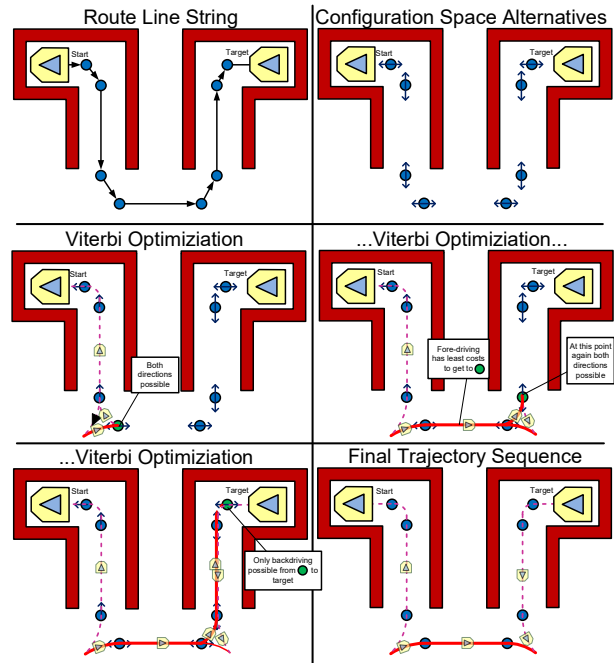 Route Line String
Start
Target
Configuration Space Alternatives
Start
Target
Viterbi Optimiziation
Start
Target
Both
directions
possible
...Viterbi Optimiziation...
Start
Target
Fore-driving
has least costs
to get to
At this point
again both
directions
possible
...Viterbi Optimiziation
Start
Target
Only backdriving
possible from to
target
Final Trajectory Sequence
Start
Target